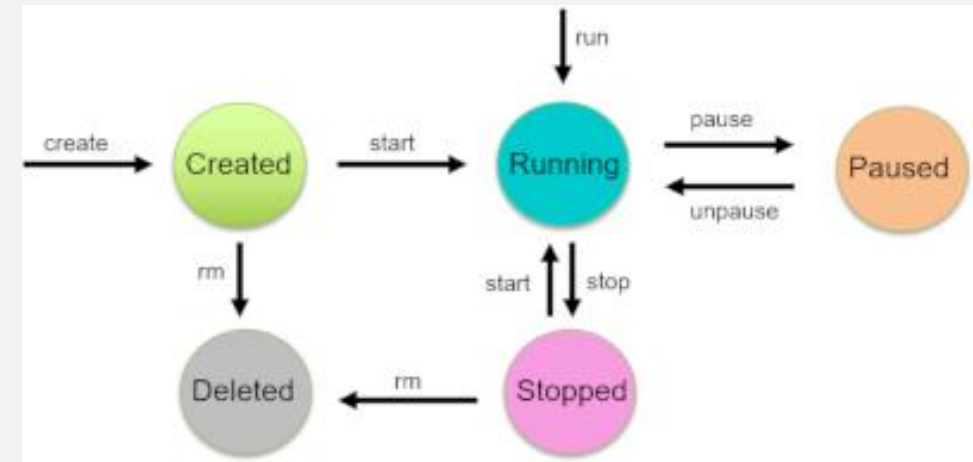 run
create
Created
start
Running
pause
unpause
Paused
rm
start
stop
Deleted
rm
Stopped